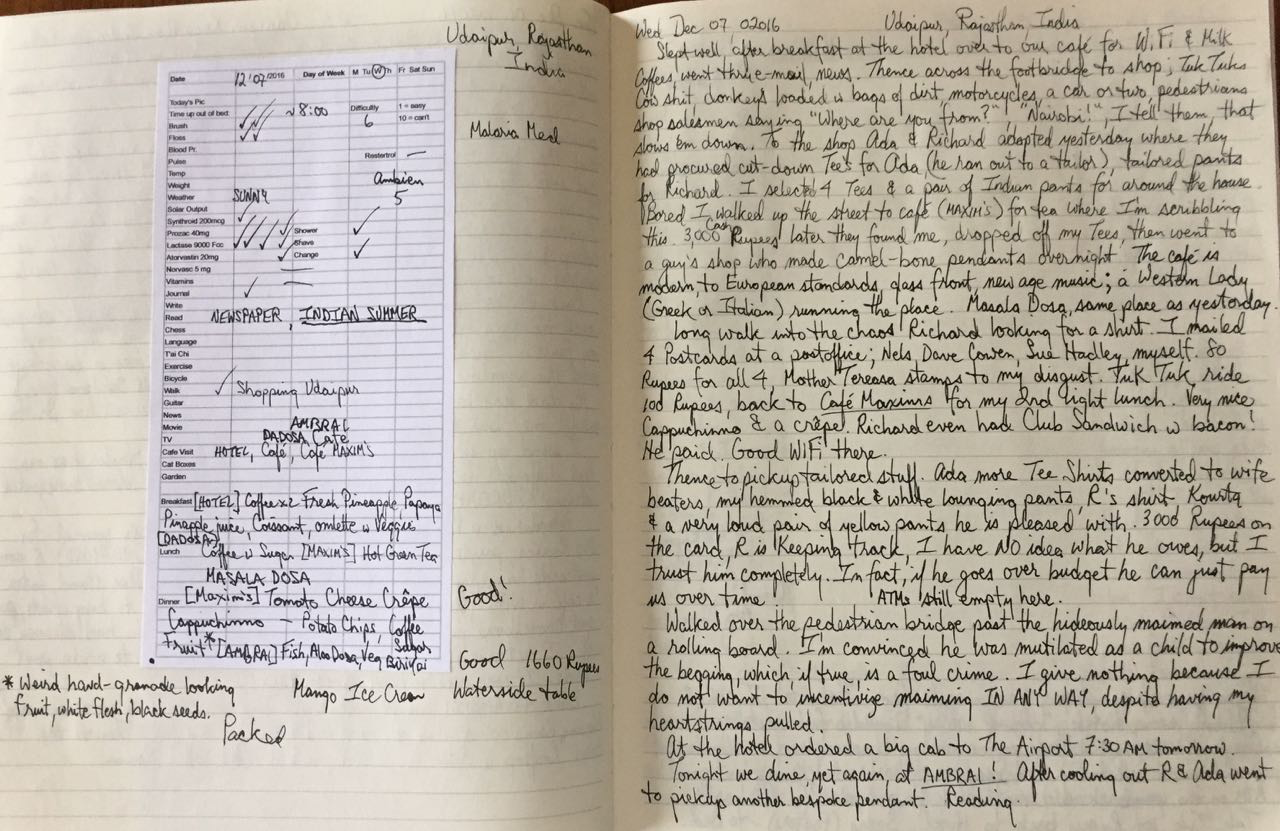 Udaipur, Rajasthan
India
Date 12/07/2016 Day of Week M Tu W Th Fr Sat Sun
Today's Pic
Time up out of bed: ~8:00 Difficulty 1 = easy
Brush 6 10 = can't
Floss
Malaria Med
Blood Pr.
Pulse Restertrol —
Temp
Weight Ambien
Weather SUNNY 5
Solar Output
Synthroid 200mcg
Prozac 40mg Shower
Lactase 9000 Fcc Shave
Atorvastin 20mg Change
Norvasc 5 mg
Vitamins
Journal
Write
Read NEWSPAPER, INDIAN SUMMER
Chess
Language
T'ai Chi
Exercise
Bicycle
Walk Shopping Udaipur
Guitar
News
Movie AMBRAI
TV DADOSA Cafe
Cafe Visit HOTEL, Café, Café MAXIM'S
Cat Boxes
Garden
Breakfast [HOTEL] Coffee x2 Fresh Pineapple, Papaya
Pinapple juice, Coissant, omlette w Veggie
[DADOSA]
Lunch Coffee w Sugar [MAXIM'S] Hot Green Tea
MASALA DOSA
Dinner [Maxim's] Tomato Cheese Crêpe Good!
Cappuchinno – Potato Chips, Coffee
Sugar
Fruit* [AMBRAI] Fish, Aloo Dosa, Veg Biriyai Good 1660 Rupees
* Weird hand-grenade looking Mango Ice Cream Waterside table
fruit, white flesh, black seeds.
Packed
Wed Dec 07 02016 Udaipur, Rajasthan, India
Slept well, after breakfast at the hotel over to our café for WiFi & Milk
Coffees, went thru e-mail, news. Thence across the footbridge to shop; Tuk Tuks
Cow shit, donkeys loaded w bags of dirt, motorcycles, a car or two, pedestrians
shop salesmen saying "Where are you from?", "Nairobi!", I tell them, that
slows em down. To the shop Ada & Richard adopted yesterday where they
had procured cut-down Tee's for Ada (he ran out to a tailor), tailored pants
for Richard. I selected 4 Tees & a pair of Indian pants for around the house.
Bored I walked up the street to café (MAXIM'S) for tea where I'm scribbling
this. 3,000 Cash Rupees later they found me, dropped off my Tees, then went to
a guy's shop who made camel-bone pendants overnight The café is
modern, to European standards, glass front, new age music; a Western Lady
(Greek or Italian) running the place. Masala Dosa, same place as yesterday.
long walk into the chaos Richard looking for a shirt. I mailed
4 Postcards at a postoffice; Nels, Dave Cowen, Sue Hadley, myself. 80
Rupees for all 4, Mother Tereasa stamps to my disgust. Tuk Tuk ride
100 Rupees, back to Café Maxims for my 2nd light lunch. Very nice
Cappuchinno & a crêpe. Richard even had Club Sandwich w bacon!
He paid. Good WiFi there.
Thence to pickup tailored stuff. Ada more Tee Shirts converted to wife
beaters, my hemmed black & white lounging pants, R's shirt – Kourta
& a very loud pair of yellow pants he is pleased with. 3000 Rupees on
the card, R is Keeping track, I have NO idea what he owes, but I
trust him completely. In fact, if he goes over budget he can just pay
us over time. ATMs still empty here.
Walked over the pedestrian bridge past the hideously maimed man on
a rolling board. I'm convinced he was mutilated as a child to improve
the begging, which, if true, is a foul crime. I give nothing because I
do not want to incentivize maiming IN ANY WAY, despite having my
heartstrings pulled.
At the hotel ordered a big cab to The Airport 7:30 AM tomorrow.
Tonight we dine, yet again, at AMBRAI! After cooling out R & Ada went
to pickup another bespoke pendant. Reading.